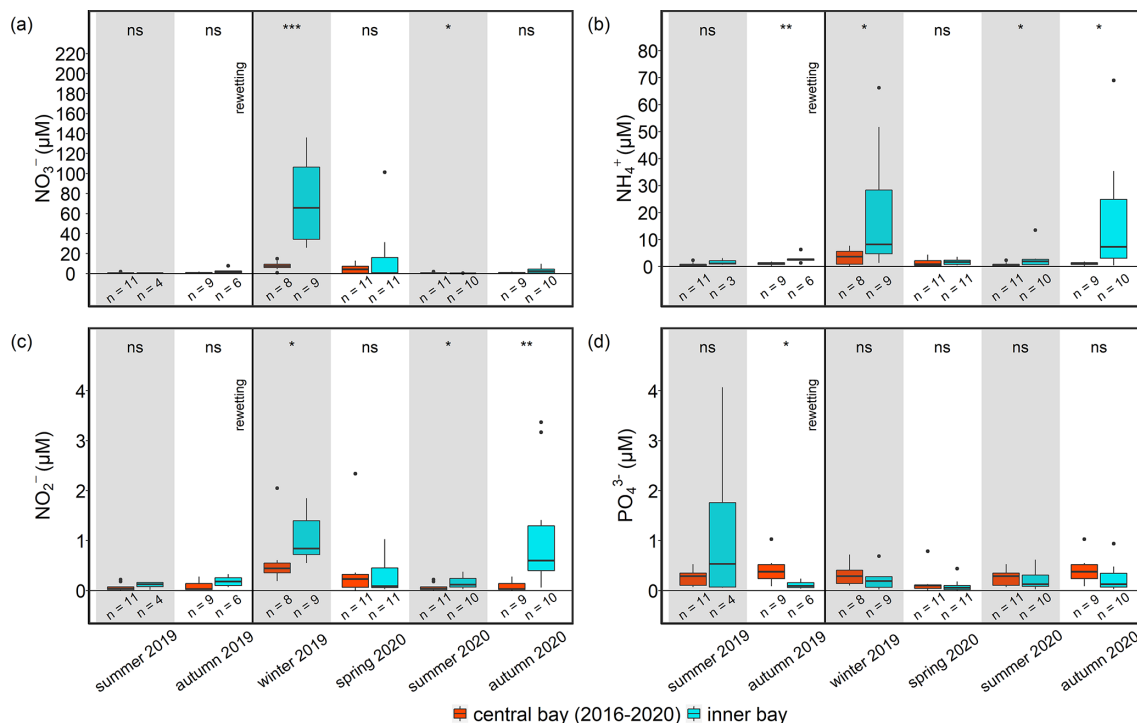 (a)
ns
ns
***
ns
*
ns
220
200
180
160
140
120
100
80
60
40
20
0
NO₃⁻ (µM)
rewetting
n = 11
n = 4
n = 9
n = 6
n = 8
n = 9
n = 11
n = 11
n = 11
n = 10
n = 9
n = 10
(b)
ns
**
*
ns
*
*
80
70
60
50
40
30
20
10
0
NH₄⁺ (µM)
rewetting
n = 11
n = 3
n = 9
n = 6
n = 8
n = 9
n = 11
n = 11
n = 11
n = 10
n = 9
n = 10
(c)
ns
ns
*
ns
*
**
4
3
2
1
0
NO₂⁻ (µM)
rewetting
n = 11
n = 4
n = 9
n = 6
n = 8
n = 9
n = 11
n = 11
n = 11
n = 10
n = 9
n = 10
summer 2019
autumn 2019
winter 2019
spring 2020
summer 2020
autumn 2020
(d)
ns
*
ns
ns
ns
ns
4
3
2
1
0
PO₄³⁻ (µM)
rewetting
n = 11
n = 4
n = 9
n = 6
n = 8
n = 9
n = 11
n = 11
n = 11
n = 10
n = 9
n = 10
summer 2019
autumn 2019
winter 2019
spring 2020
summer 2020
autumn 2020
central bay (2016-2020) inner bay